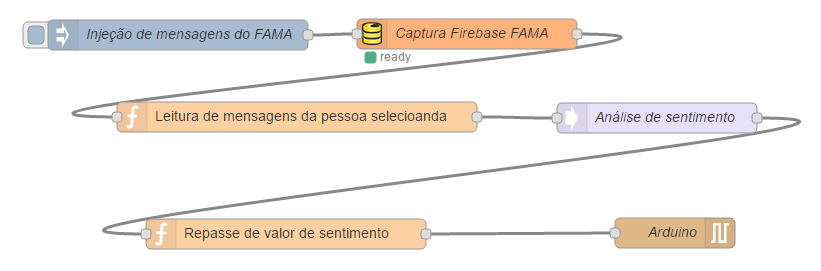 Injeção de mensagens do FAMA
Captura Firebase FAMA
ready
Leitura de mensagens da pessoa selecioanda
Análise de sentimento
Repasse de valor de sentimento
Arduino